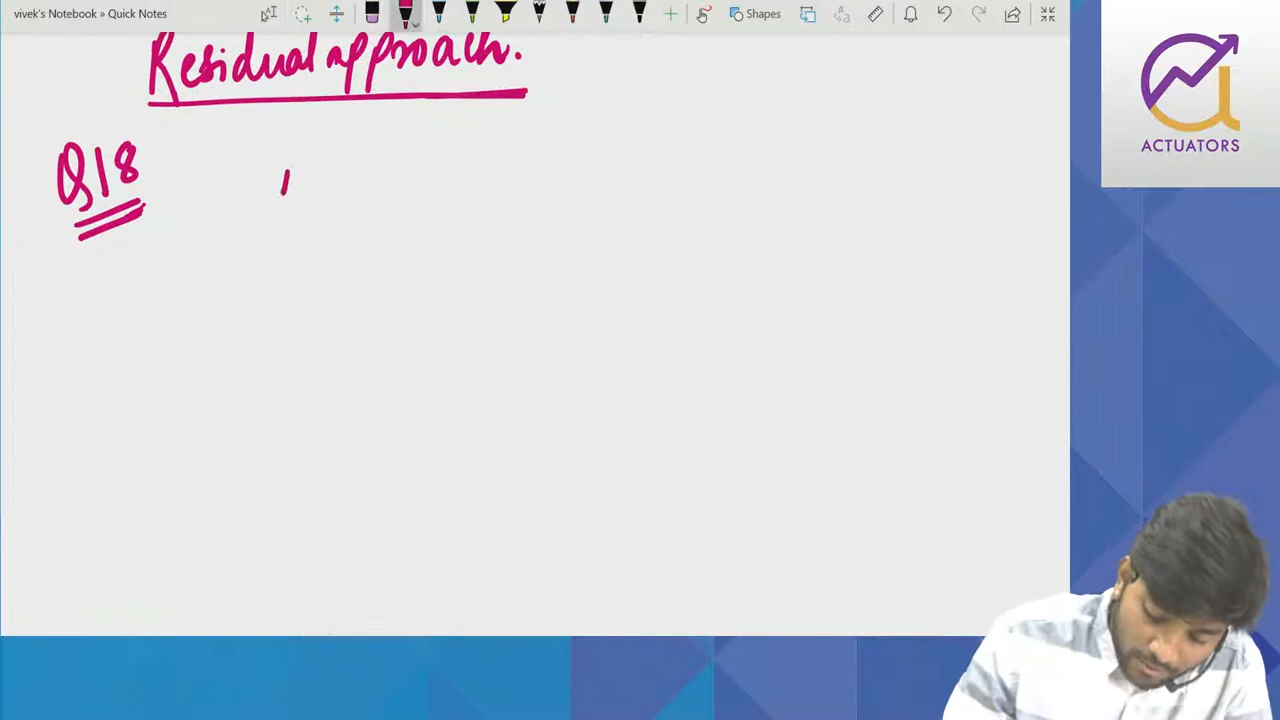 vivek's Notebook » Quick Notes
Shapes
ACTUATORS
Residual approach.
Q18